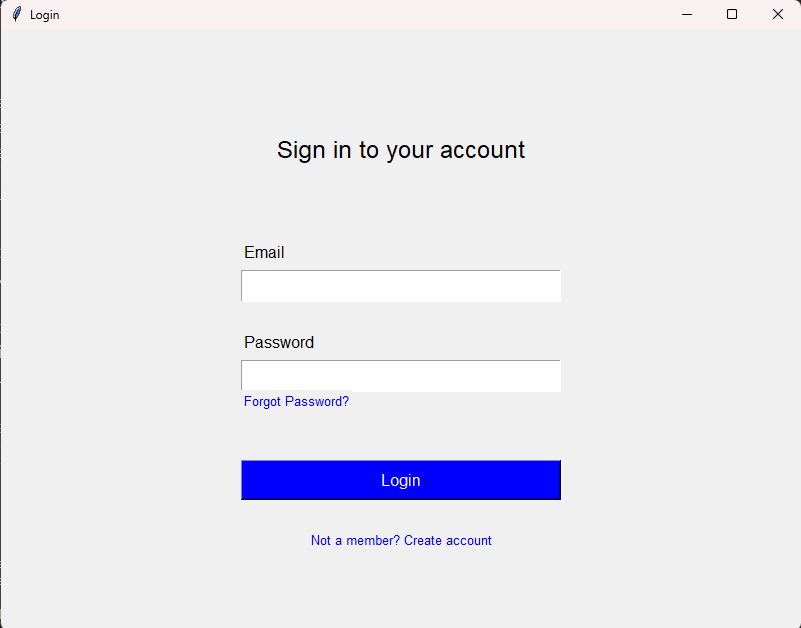 Login
Sign in to your account
Email
Password
Forgot Password?
Login
Not a member? Create account